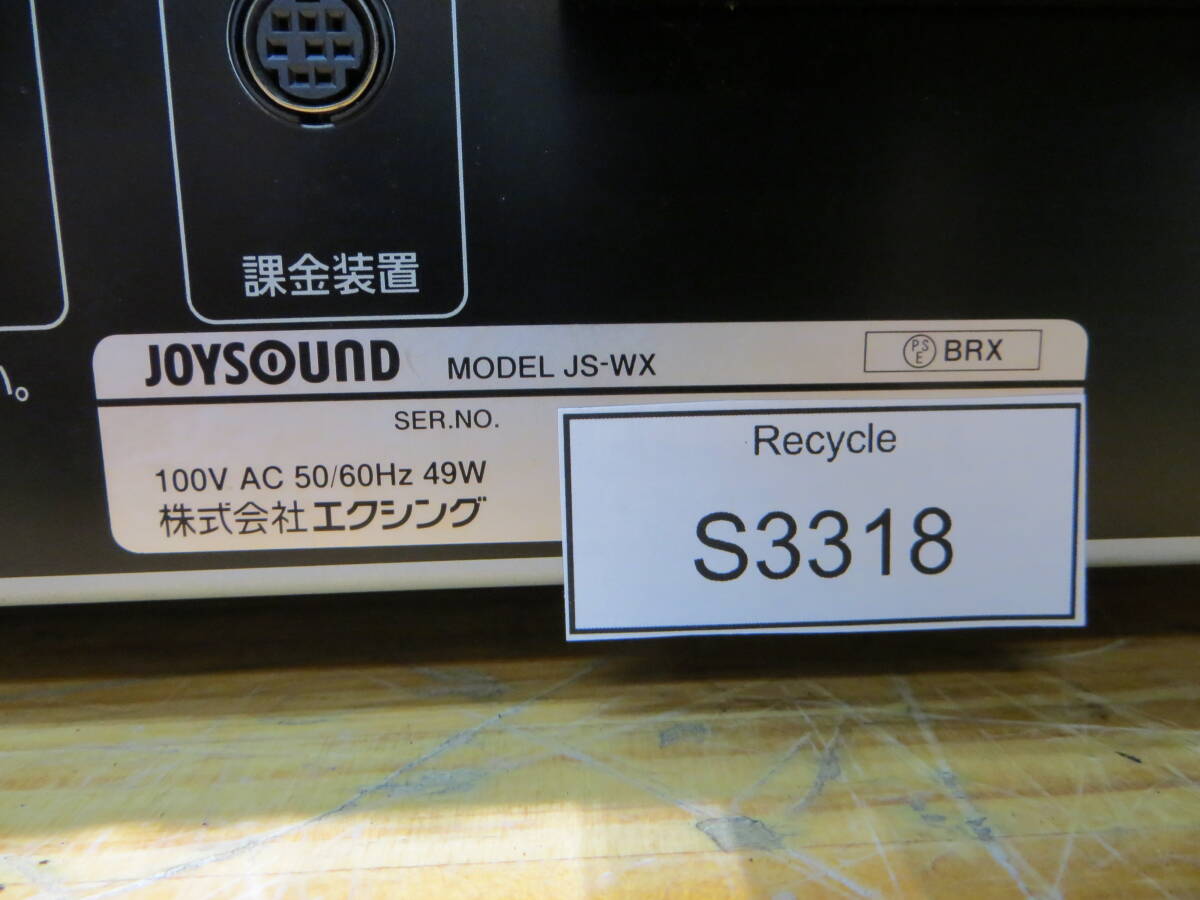 課金装置
い。
JOYSOUND MODEL JS-WX PSE BRX
SER.NO.
100V AC 50/60Hz 49W
株式会社エクシング
Recycle
S3318